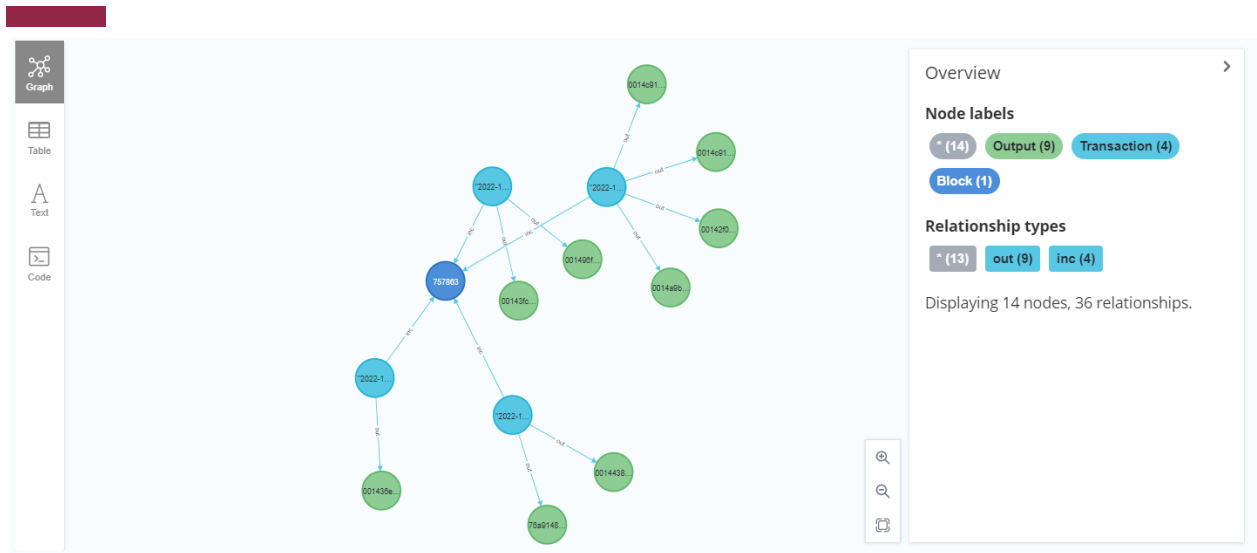 Graph
Table
Text
Code
0014c91...
0014c91...
"2022-1...
"2022-1...
00142f0...
001498f...
757863
00143fc...
0014a9b...
"2022-1...
"2022-1...
001436e...
0014438...
76a9148...
out
out
out
out
out
out
inc
inc
inc
inc
out
out
out
Overview
Node labels
* (14) Output (9) Transaction (4)
Block (1)
Relationship types
* (13) out (9) inc (4)
Displaying 14 nodes, 36 relationships.